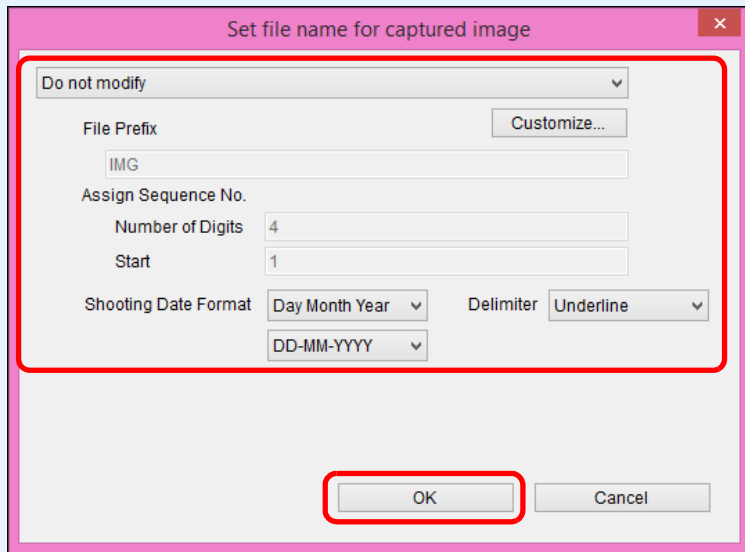 Set file name for captured image
Do not modify
File Prefix
Customize...
IMG
Assign Sequence No.
Number of Digits 4
Start 1
Shooting Date Format Day Month Year Delimiter Underline
DD-MM-YYYY
OK Cancel